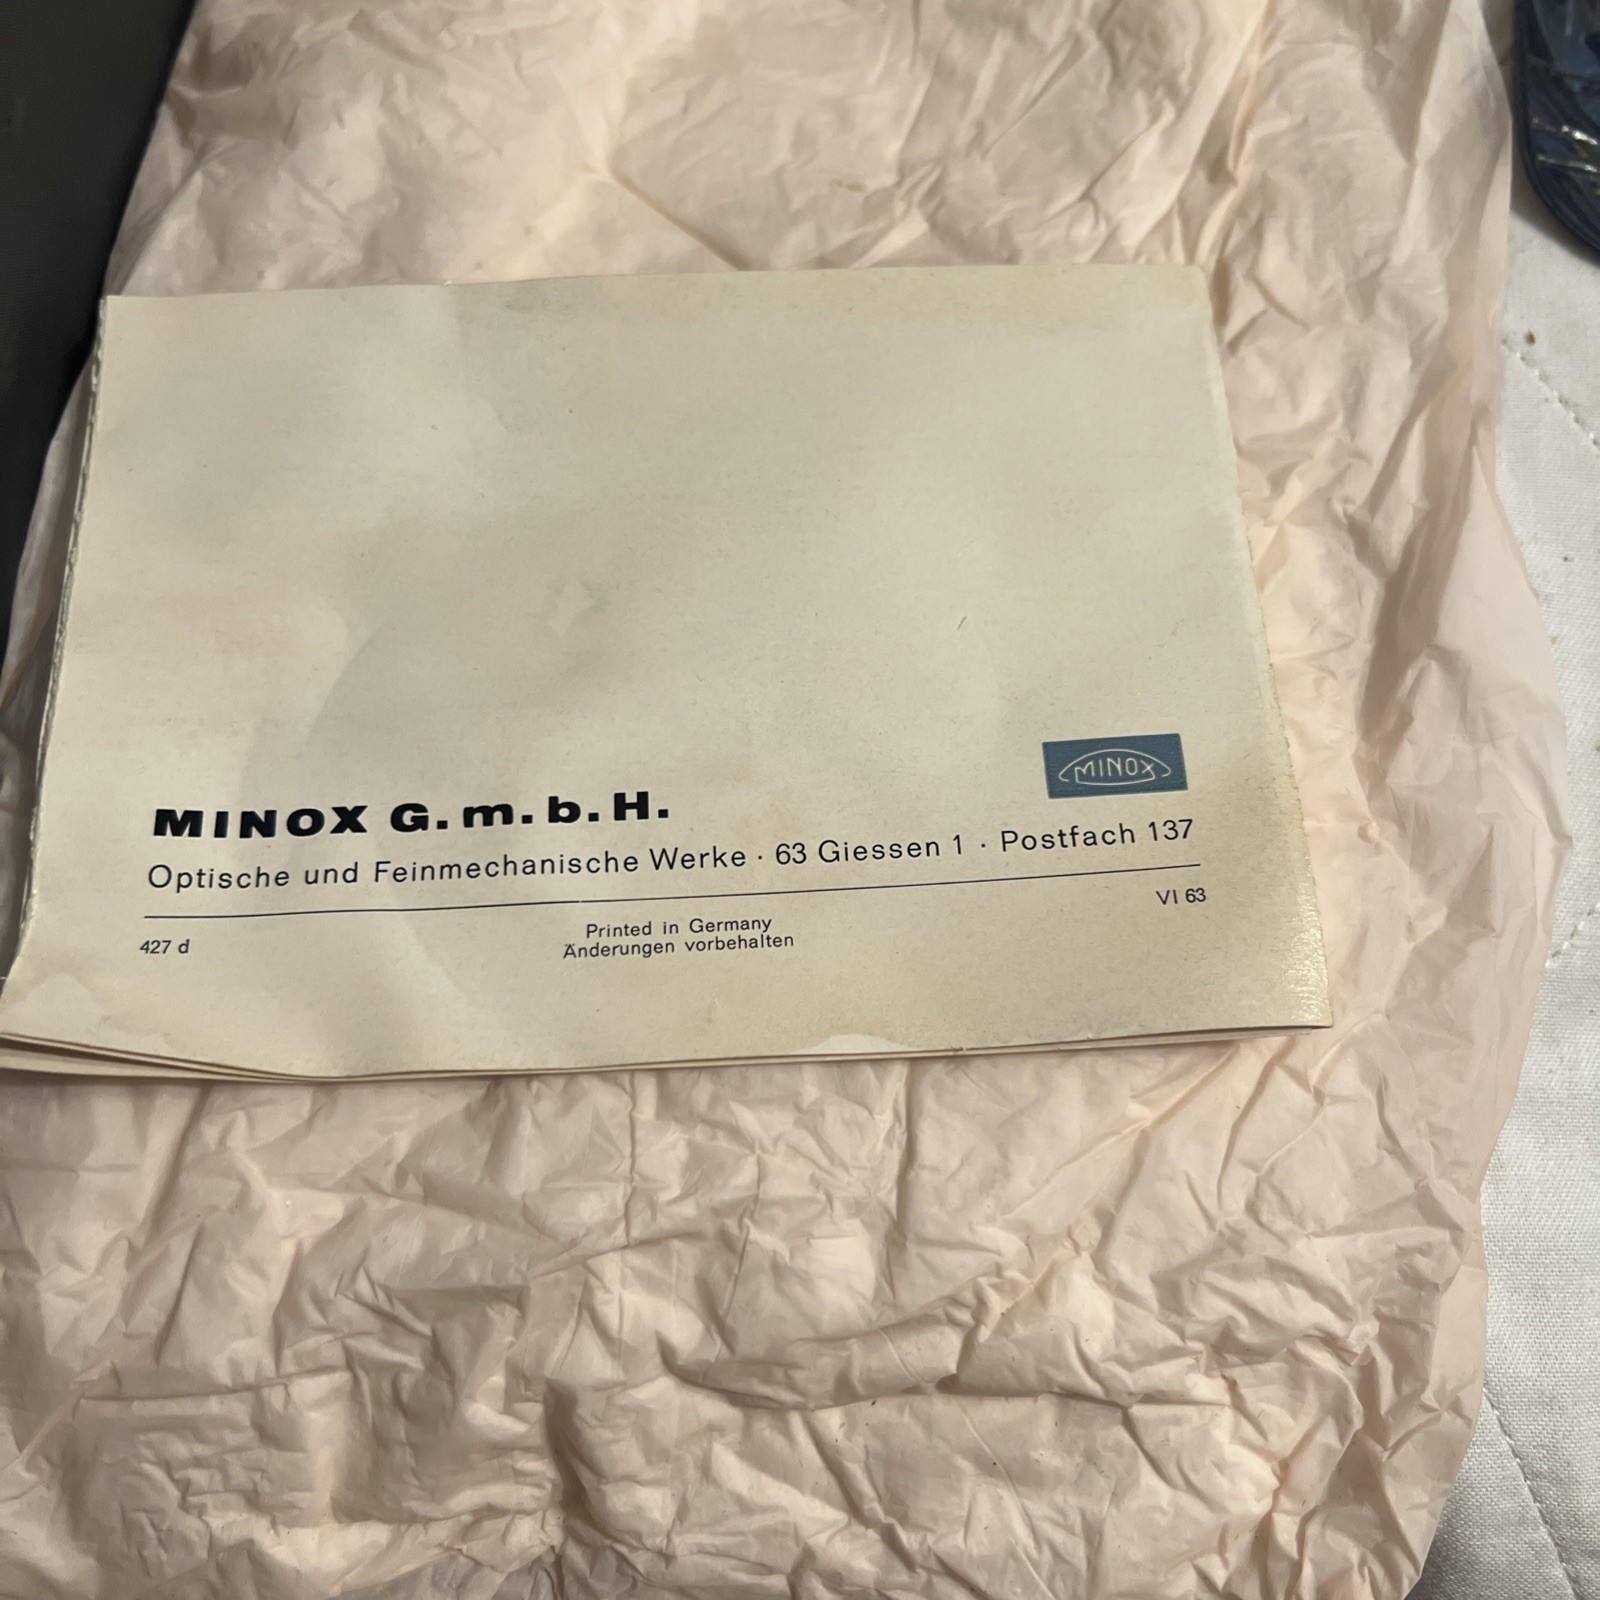 MINOX
MINOX G.m.b.H.
Optische und Feinmechanische Werke · 63 Giessen 1 · Postfach 137
427 d
Printed in Germany
Änderungen vorbehalten
VI 63